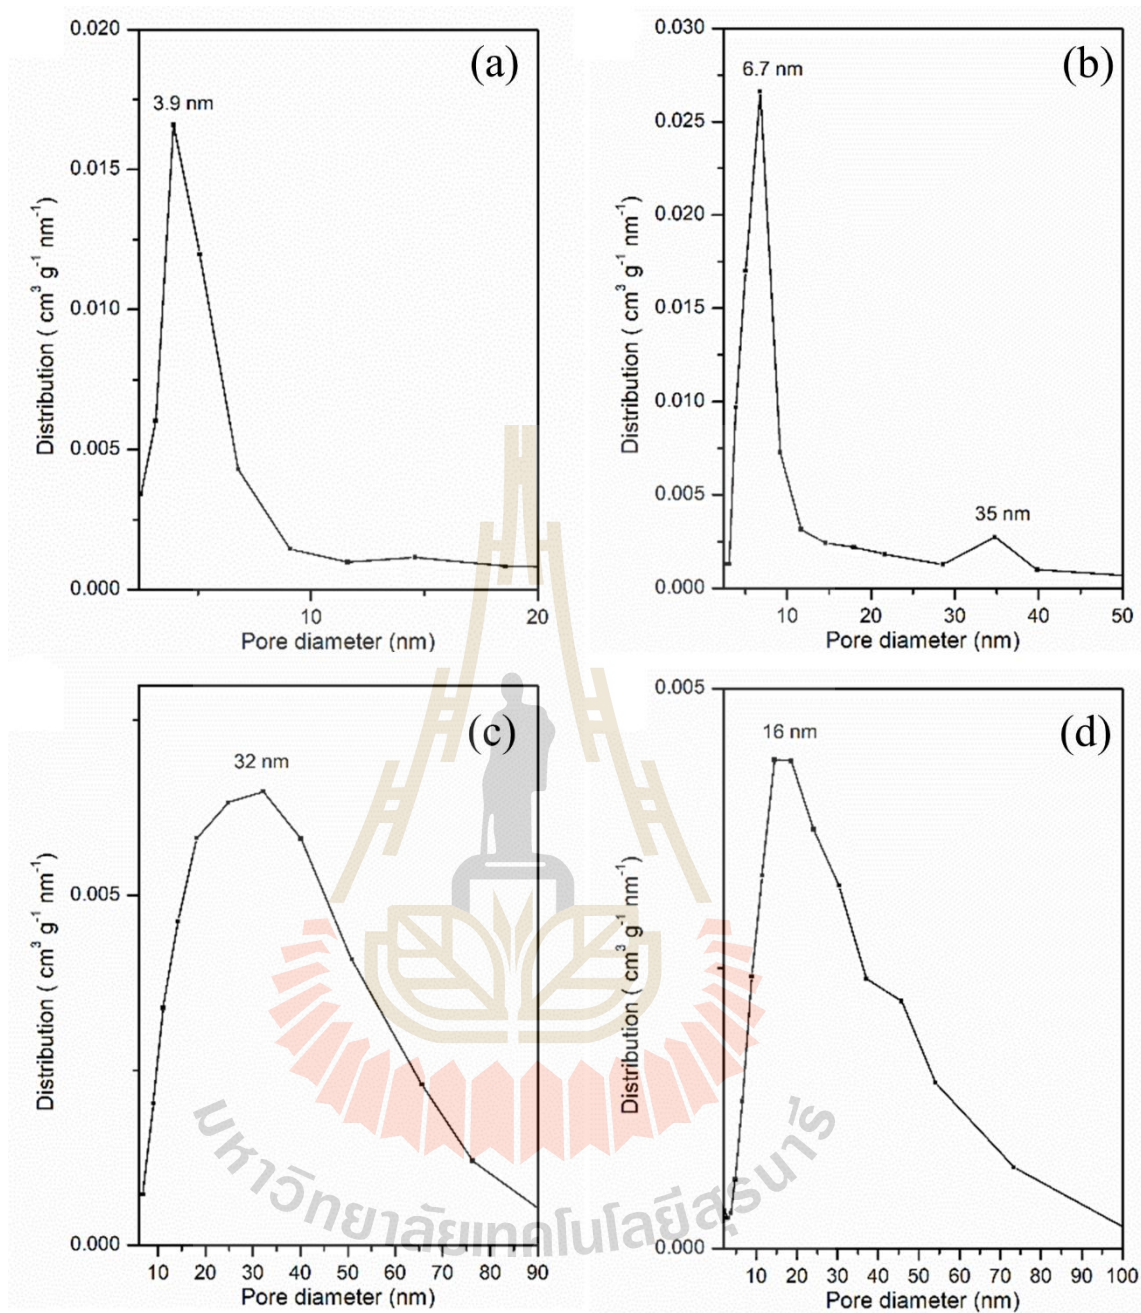 (a)
3.9 nm
0.020
0.015
0.010
0.005
0.000
Distribution ( cm³ g⁻¹ nm⁻¹)
10 20
Pore diameter (nm)
(b)
6.7 nm
35 nm
0.030
0.025
0.020
0.015
0.010
0.005
0.000
Distribution ( cm³ g⁻¹ nm⁻¹)
10 20 30 40 50
Pore diameter (nm)
(c)
32 nm
0.005
0.000
Distribution ( cm³ g⁻¹ nm⁻¹)
10 20 30 40 50 60 70 80 90
Pore diameter (nm)
(d)
16 nm
0.005
0.000
Distribution ( cm³ g⁻¹ nm⁻¹)
10 20 30 40 50 60 70 80 90 100
Pore diameter (nm)
มหาวิทยาลัยเทคโนโลยีสุรนารี